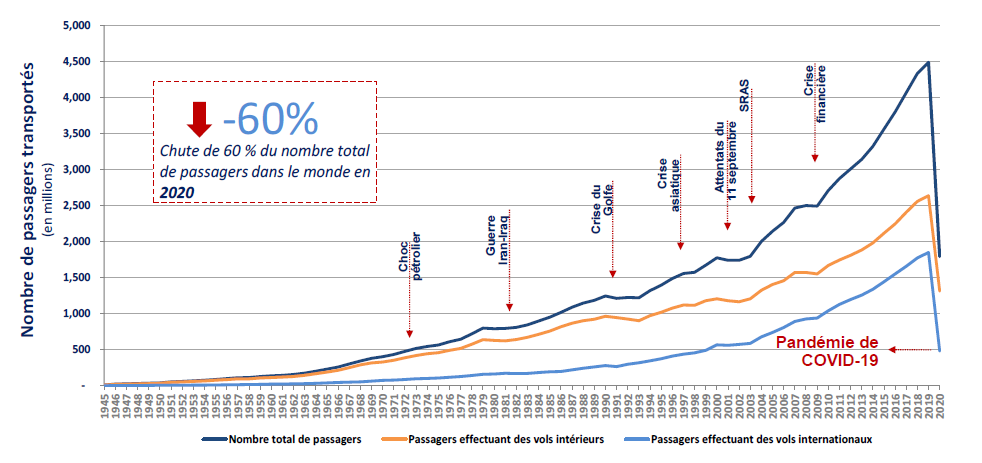 Nombre de passagers transportés
(en millions)
5,000
4,500
4,000
3,500
3,000
2,500
2,000
1,500
1,000
500
-
-60%
Chute de 60 % du nombre total
de passagers dans le monde en
2020
Choc
pétrolier
Guerre
Iran-Iraq
Crise du
Golfe
Crise
asiatique
Attentats du
11 septembre
SRAS
Crise
financière
Pandémie de
COVID-19
1945 1946 1947 1948 1949 1950 1951 1952 1953 1954 1955 1956 1957 1958 1959 1960 1961 1962 1963 1964 1965 1966 1967 1968 1969 1970 1971 1972 1973 1974 1975 1976 1977 1978 1979 1980 1981 1982 1983 1984 1985 1986 1987 1988 1989 1990 1991 1992 1993 1994 1995 1996 1997 1998 1999 2000 2001 2002 2003 2004 2005 2006 2007 2008 2009 2010 2011 2012 2013 2014 2015 2016 2017 2018 2019 2020
Nombre total de passagers Passagers effectuant des vols intérieurs Passagers effectuant des vols internationaux